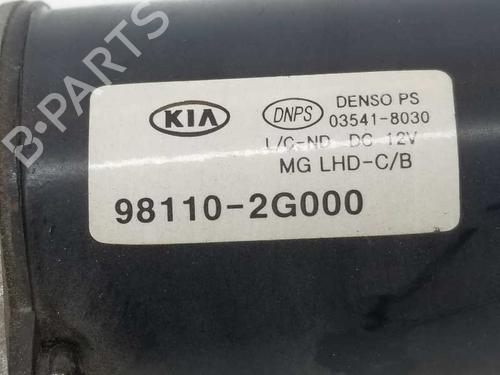 B-PARTS
KIA
DNPS
DENSO PS
03541-8030
L/C-ND DC 12V
MG LHD-C/B
98110-2G000